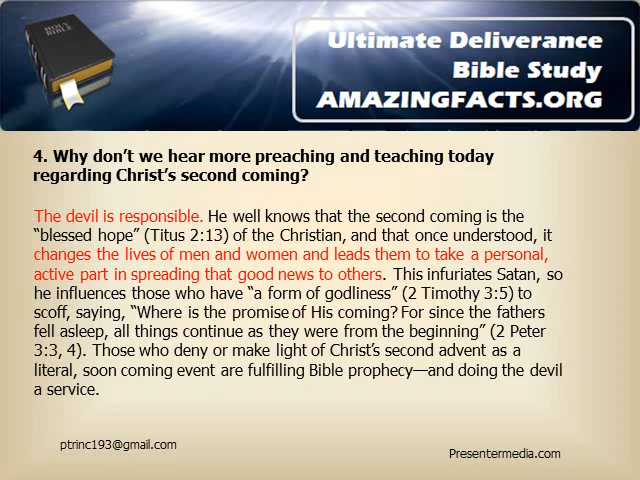 HOLY BIBLE
Ultimate Deliverance
Bible Study
AMAZINGFACTS.ORG
4. Why don’t we hear more preaching and teaching today
regarding Christ’s second coming?
The devil is responsible. He well knows that the second coming is the
“blessed hope” (Titus 2:13) of the Christian, and that once understood, it
changes the lives of men and women and leads them to take a personal,
active part in spreading that good news to others. This infuriates Satan, so
he influences those who have “a form of godliness” (2 Timothy 3:5) to
scoff, saying, “Where is the promise of His coming? For since the fathers
fell asleep, all things continue as they were from the beginning” (2 Peter
3:3, 4). Those who deny or make light of Christ’s second advent as a
literal, soon coming event are fulfilling Bible prophecy—and doing the devil
a service.
ptrinc193@gmail.com
Presentermedia.com